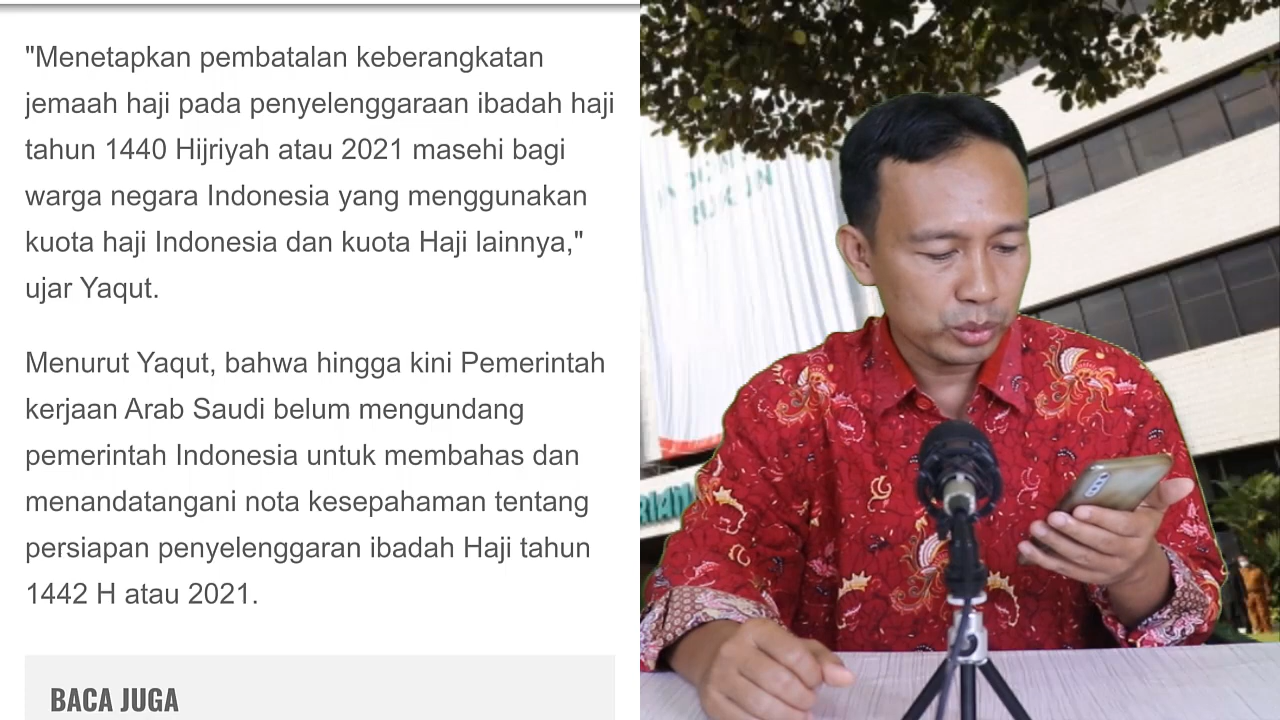 "Menetapkan pembatalan keberangkatan
jemaah haji pada penyelenggaraan ibadah haji
tahun 1440 Hijriyah atau 2021 masehi bagi
warga negara Indonesia yang menggunakan
kuota haji Indonesia dan kuota Haji lainnya,"
ujar Yaqut.
Menurut Yaqut, bahwa hingga kini Pemerintah
kerjaan Arab Saudi belum mengundang
pemerintah Indonesia untuk membahas dan
menandatangani nota kesepahaman tentang
persiapan penyelenggaran ibadah Haji tahun
1442 H atau 2021.
BACA JUGA